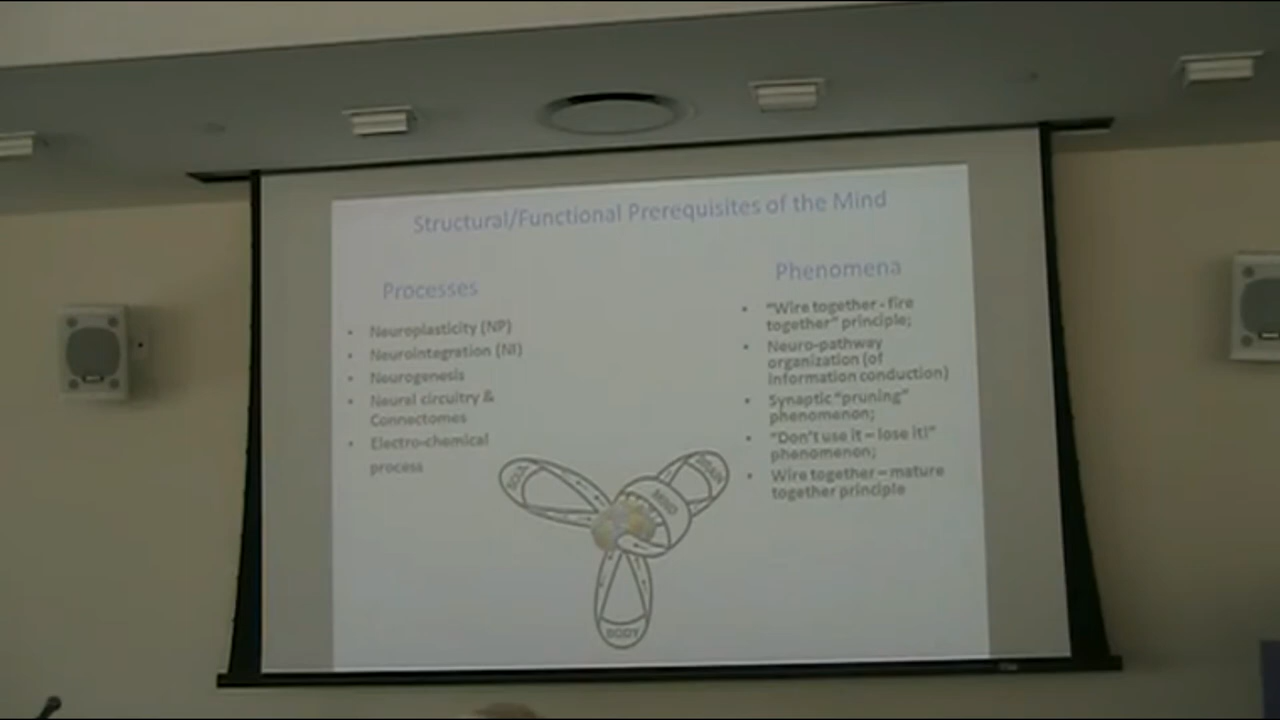 Structural/Functional Prerequisites of the Mind
Processes
• Neuroplasticity (NP)
• Neurointegration (NI)
• Neurogenesis
• Neural circuitry &
Connectomes
• Electro-chemical
process
Phenomena
• "Wire together - fire
together" principle;
• Neuro-pathway
organization (of
information conduction)
• Synaptic "pruning"
phenomenon;
• "Don't use it – lose it!"
phenomenon;
• Wire together – mature
together principle
SOUL
MIND
BRAIN
BODY